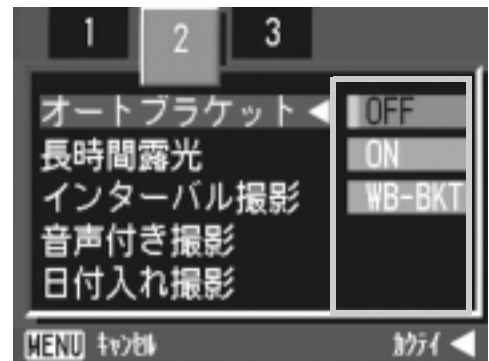 1 2 3
オートブラケット◀ OFF
長時間露光 ON
インターバル撮影 WB-BKT
音声付き撮影
日付入れ撮影
MENU ｷｬﾝｾﾙ ｶｸﾃｲ ◀